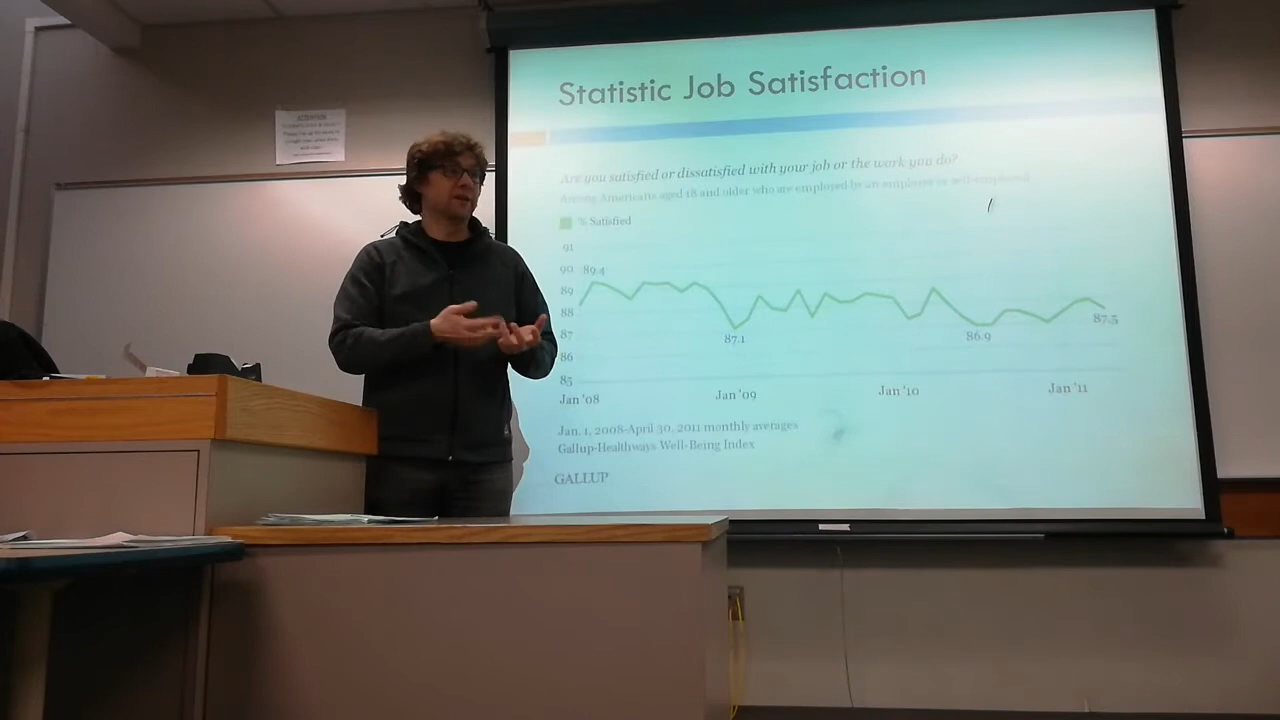 ATTENTION
Statistic Job Satisfaction
Are you satisfied or dissatisfied with your job or the work you do?
Among Americans aged 18 and older who are employed by an employer or self-employed
% Satisfied
91
90 89.4
89
88
87 87.1 86.9 87.5
86
85
Jan '08 Jan '09 Jan '10 Jan '11
Jan. 1, 2008-April 30, 2011 monthly averages
Gallup-Healthways Well-Being Index
GALLUP'